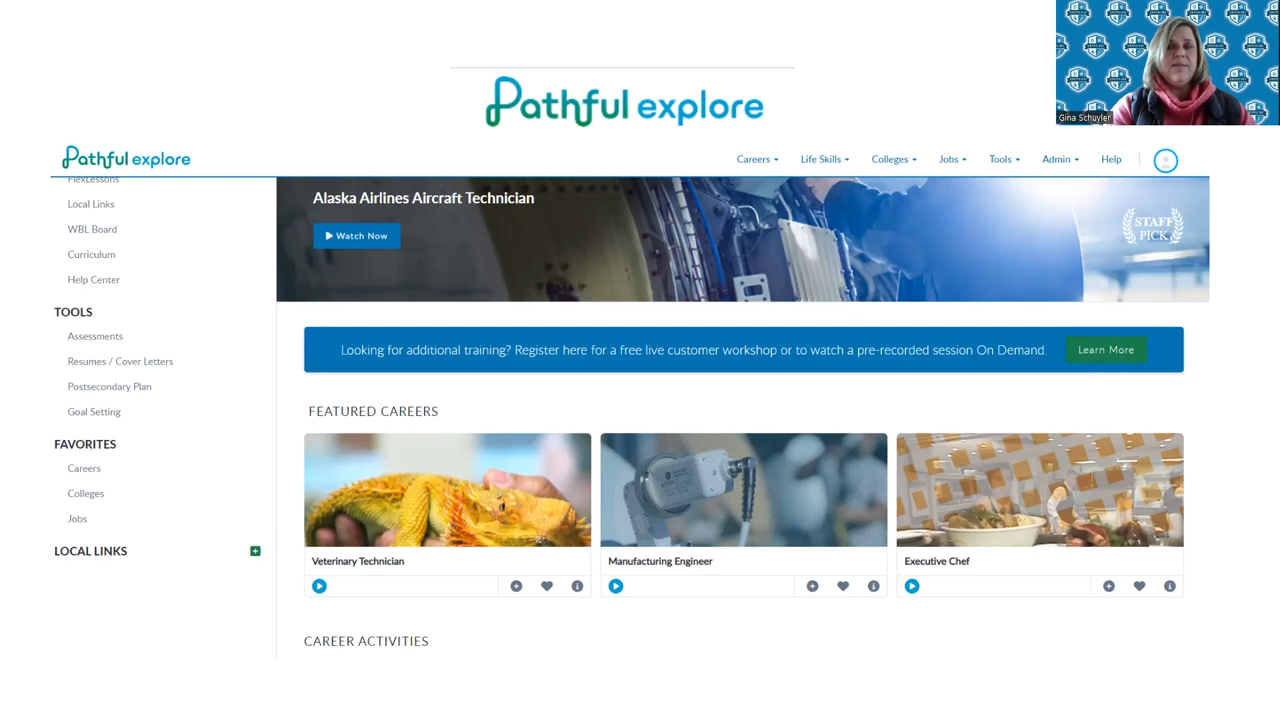 Pathful explore
Gina Schuyler
Pathful explore
Careers Life Skills Colleges Jobs Tools Admin Help
FlexLessons
Local Links
WBL Board
Curriculum
Help Center
TOOLS
Assessments
Resumes / Cover Letters
Postsecondary Plan
Goal Setting
FAVORITES
Careers
Colleges
Jobs
LOCAL LINKS
Alaska Airlines Aircraft Technician
Watch Now
STAFF
PICK
Looking for additional training? Register here for a free live customer workshop or to watch a pre-recorded session On Demand.
Learn More
FEATURED CAREERS
Veterinary Technician
Manufacturing Engineer
Executive Chef
CAREER ACTIVITIES